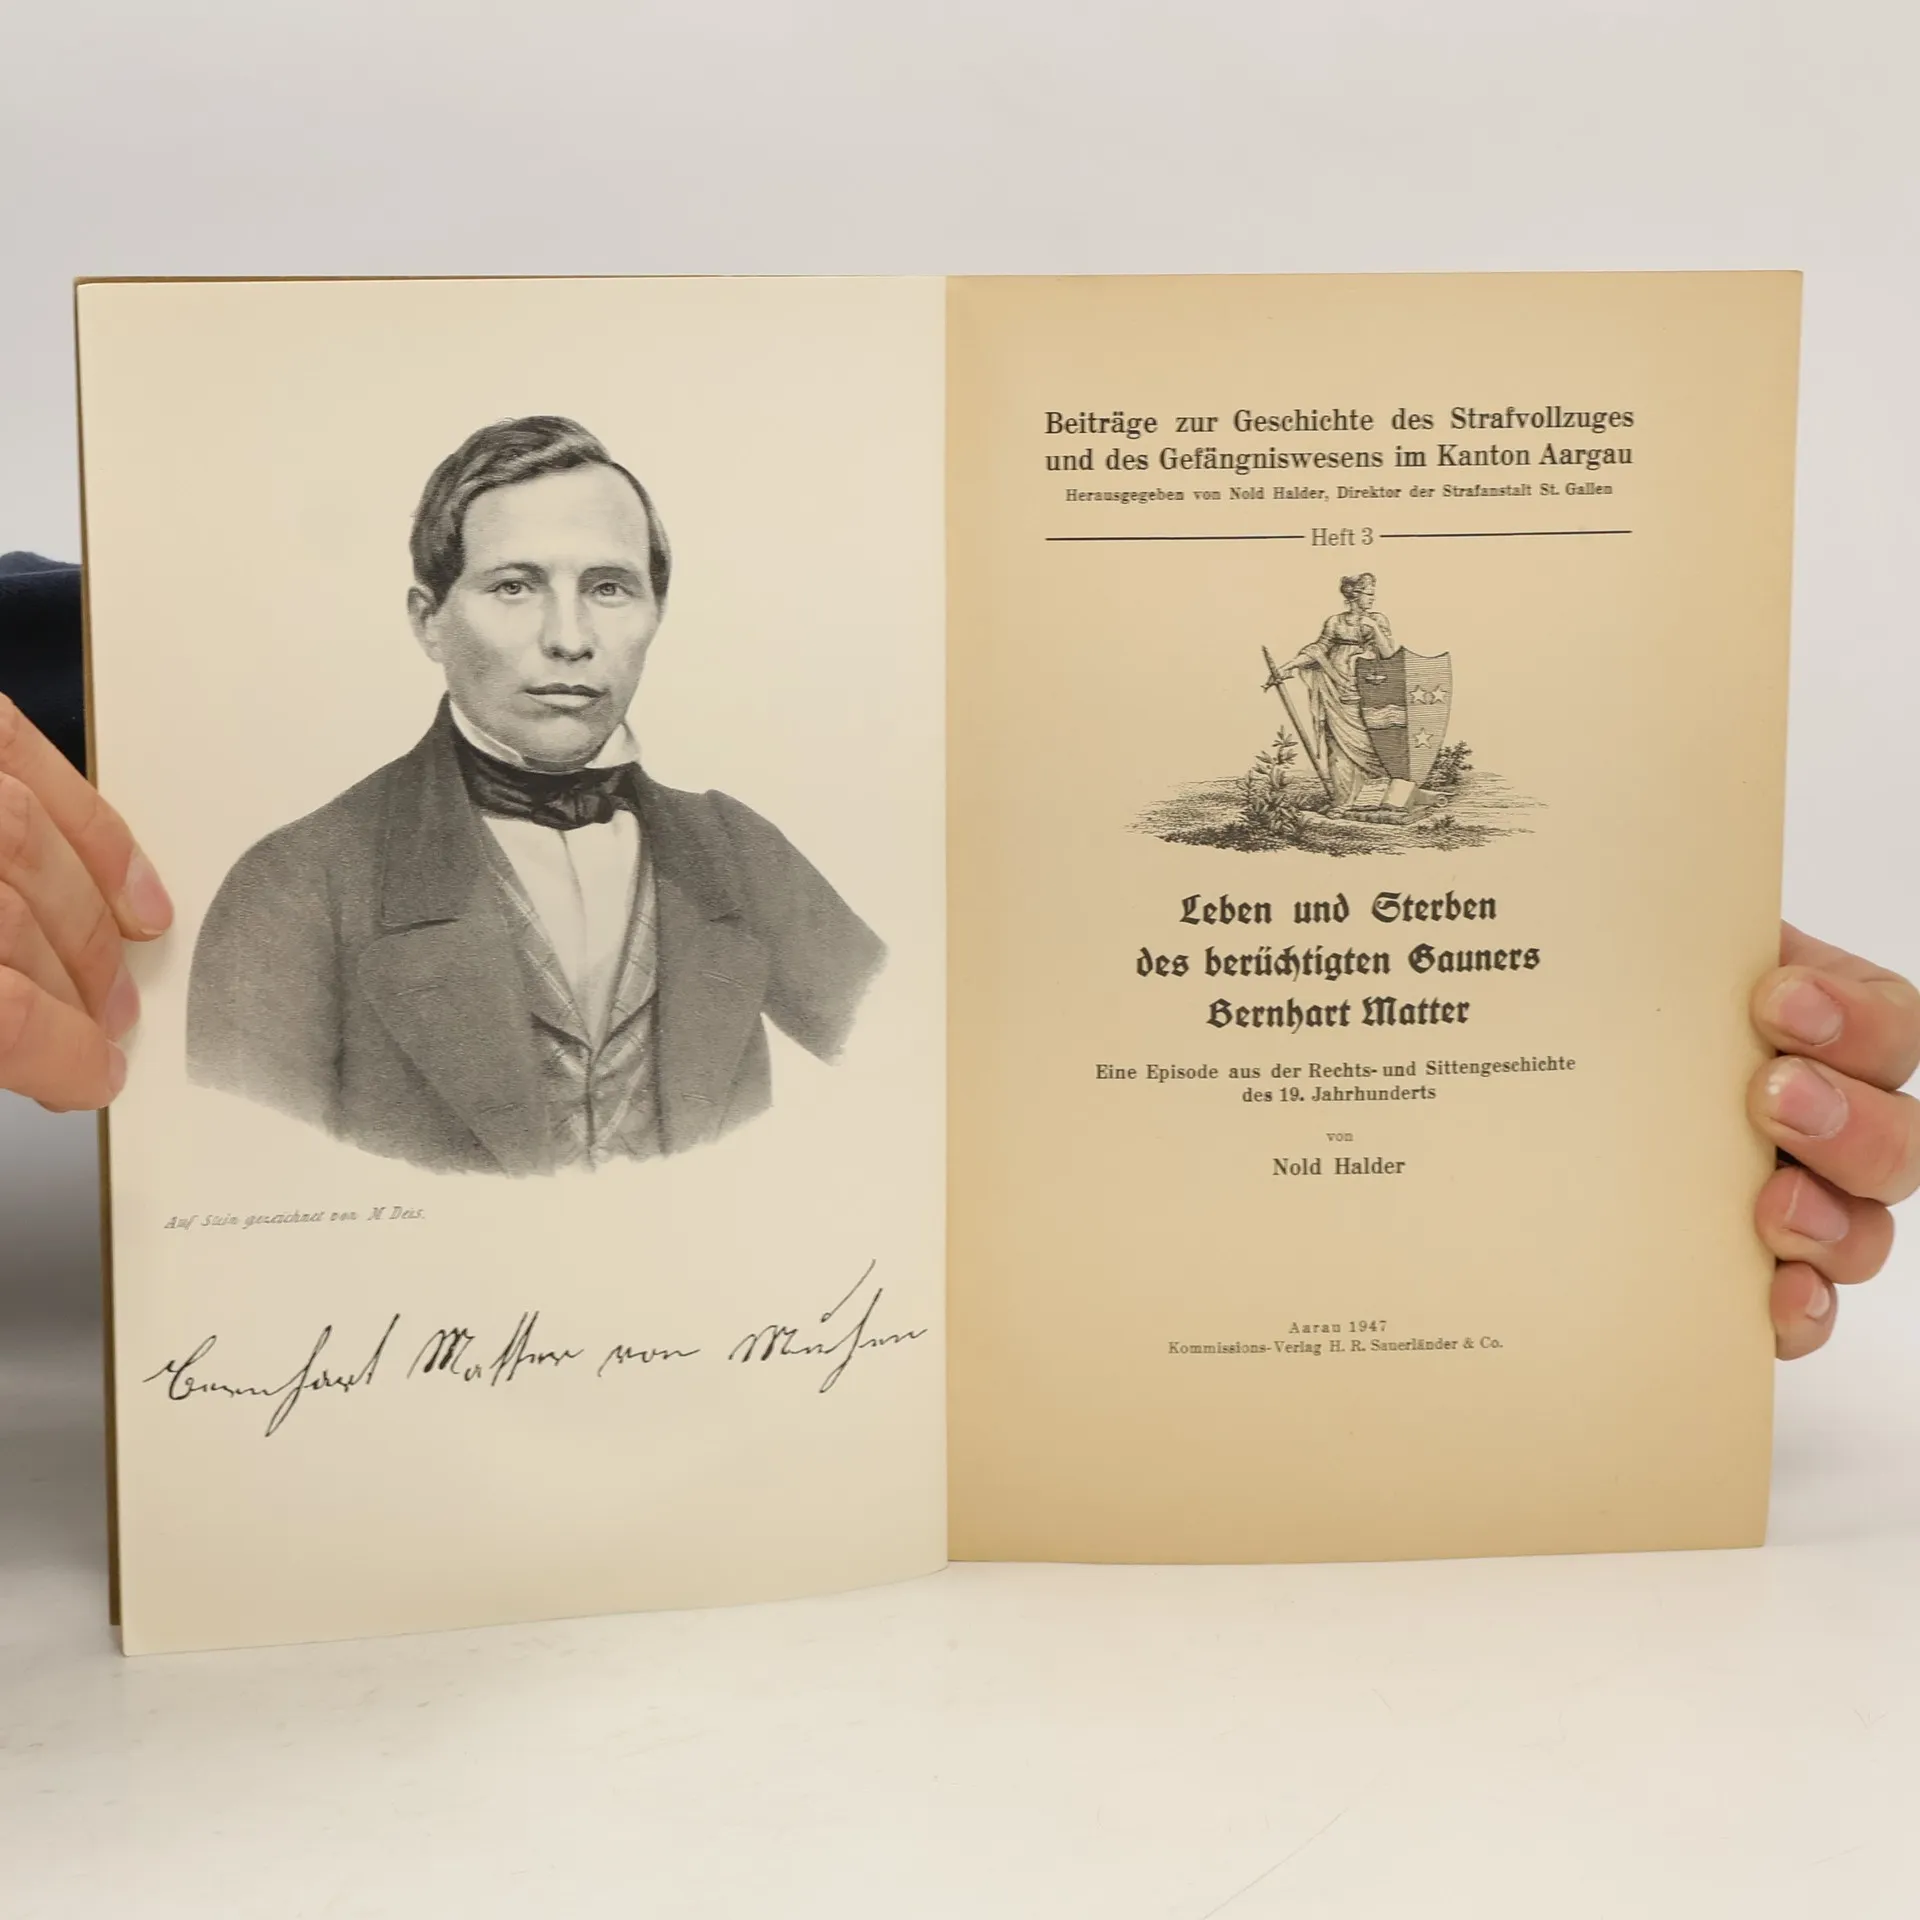 Auf Stein gezeichnet von M Deis.
Bernhart Matter von Muhen
Beiträge zur Geschichte des Strafvollzuges
und des Gefängniswesens im Kanton Aargau
Herausgegeben von Nold Halder, Direktor der Strafanstalt St. Gallen
Heft 3
Leben und Sterben
des berüchtigten Gauners
Bernhart Matter
Eine Episode aus der Rechts- und Sittengeschichte
des 19. Jahrhunderts
von
Nold Halder
Aarau 1947
Kommissions-Verlag H. R. Sauerländer & Co.